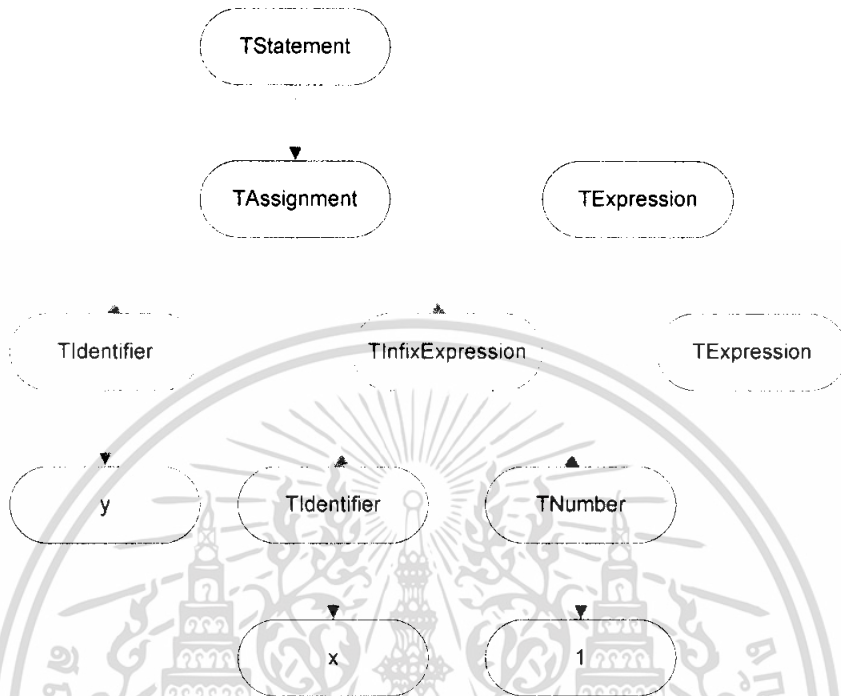 TStatement
TAssignment TExpression
TIdentifier TInfixExpression TExpression
y TIdentifier TNumber
x 1